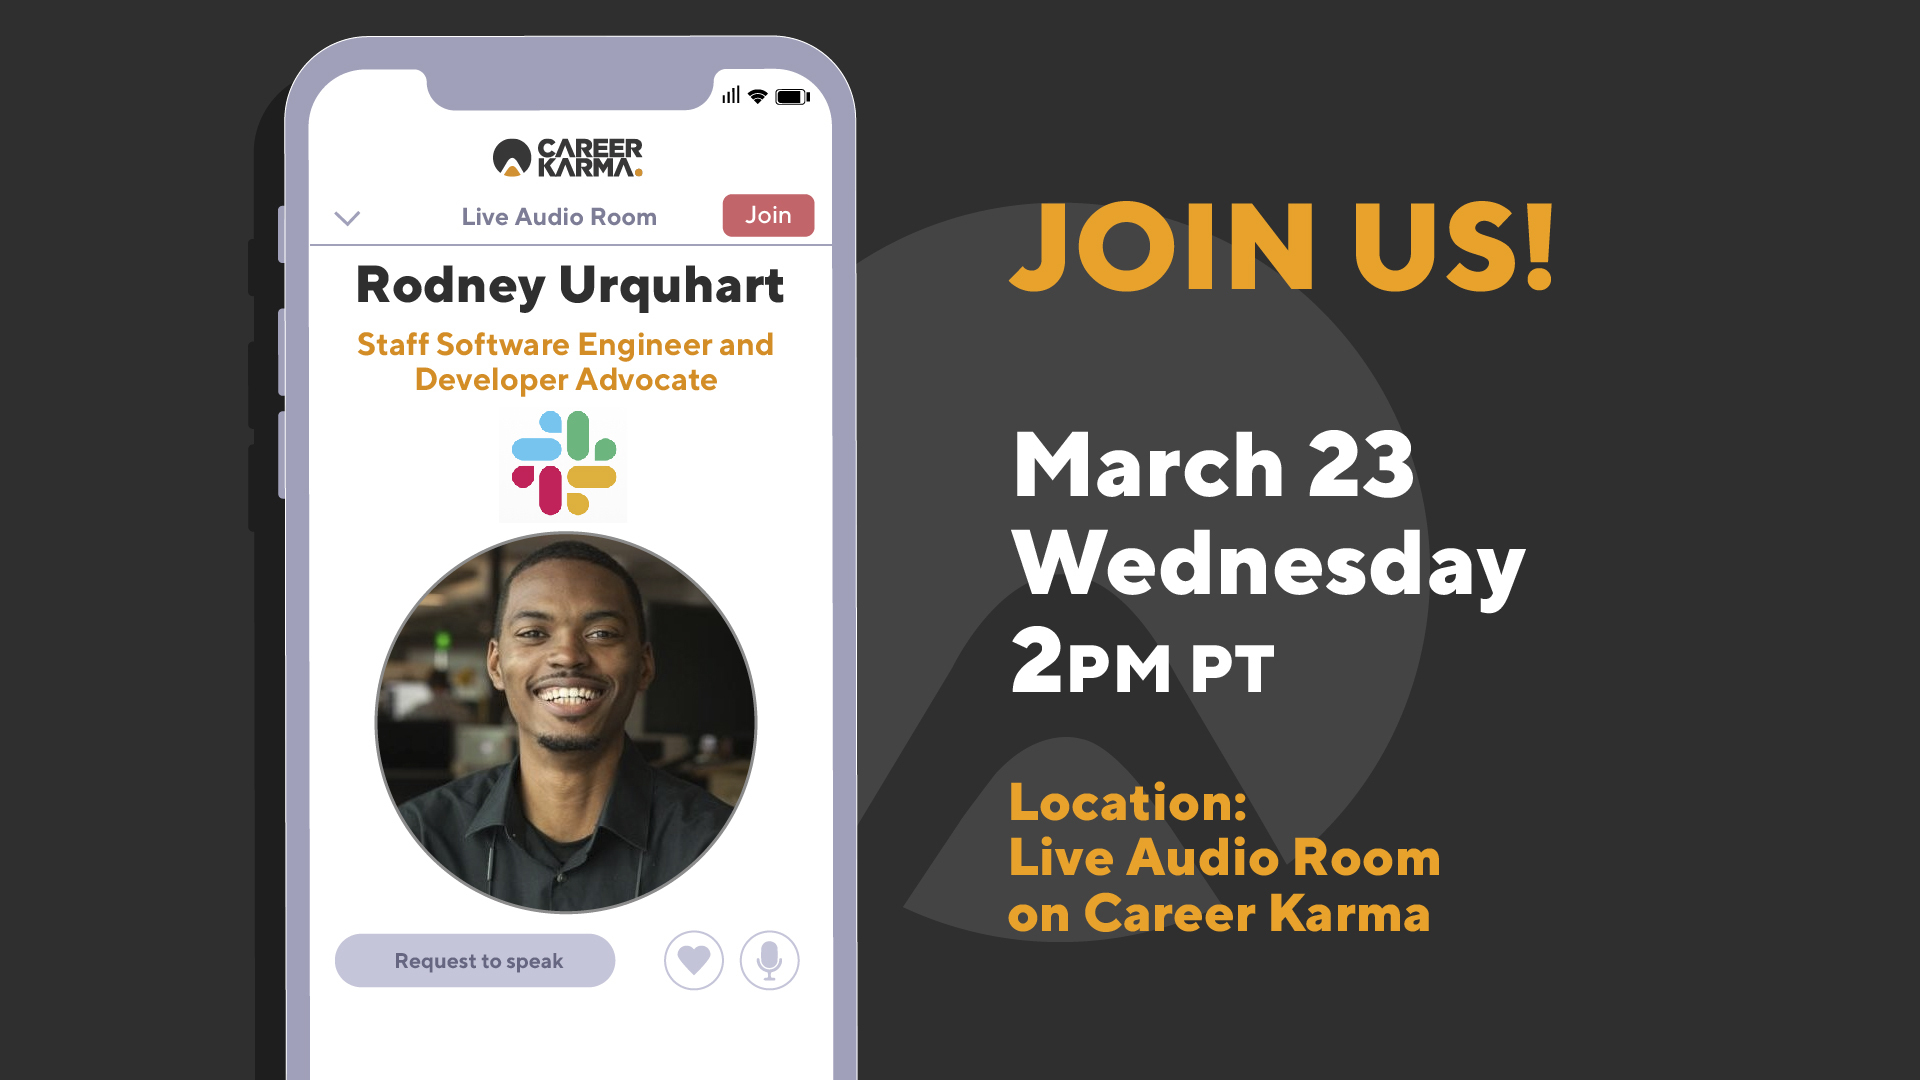 CAREER
KARMA.
Live Audio Room
Join
Rodney Urquhart
Staff Software Engineer and
Developer Advocate
Request to speak
JOIN US!
March 23
Wednesday
2PM PT
Location:
Live Audio Room
on Career Karma